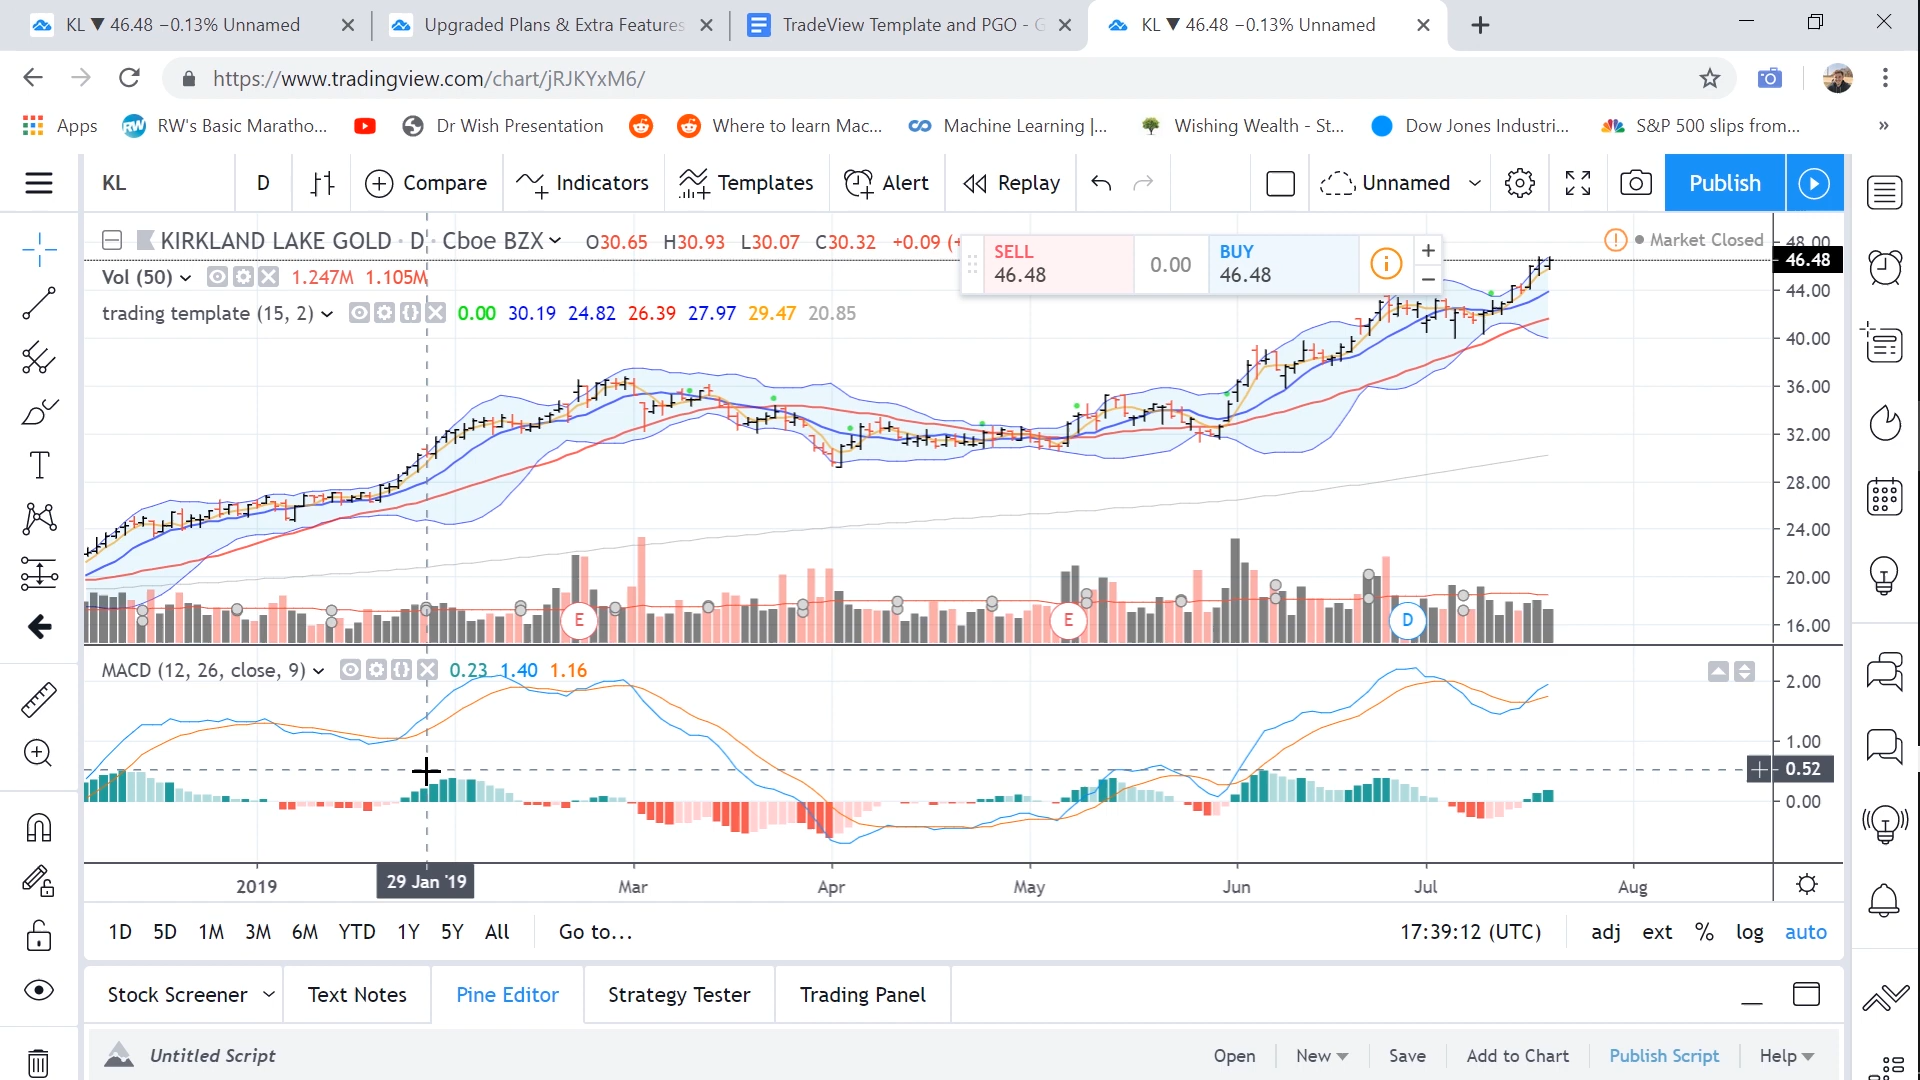 KL ▼ 46.48 −0.13% Unnamed
Upgraded Plans & Extra Features
TradeView Template and PGO - G
KL ▼ 46.48 −0.13% Unnamed
https://www.tradingview.com/chart/jRJKYxM6/
Apps
RW's Basic Maratho...
Dr Wish Presentation
Where to learn Mac...
Machine Learning |...
Wishing Wealth - St...
Dow Jones Industri...
S&P 500 slips from...
»
KL
D
Compare
Indicators
Templates
Alert
Replay
Unnamed
Publish
KIRKLAND LAKE GOLD · D · Cboe BZX
O30.65 H30.93 L30.07 C30.32 +0.09 (+
SELL
46.48
0.00
BUY
46.48
Market Closed
Vol (50)
1.247M 1.105M
trading template (15, 2)
0.00 30.19 24.82 26.39 27.97 29.47 20.85
48.00
46.48
44.00
40.00
36.00
32.00
28.00
24.00
20.00
16.00
E
E
D
MACD (12, 26, close, 9)
0.23 1.40 1.16
2.00
1.00
0.52
0.00
2019
29 Jan '19
Mar
Apr
May
Jun
Jul
Aug
1D 5D 1M 3M 6M YTD 1Y 5Y All
Go to...
17:39:12 (UTC)
adj ext % log auto
Stock Screener
Text Notes
Pine Editor
Strategy Tester
Trading Panel
Untitled Script
Open
New
Save
Add to Chart
Publish Script
Help